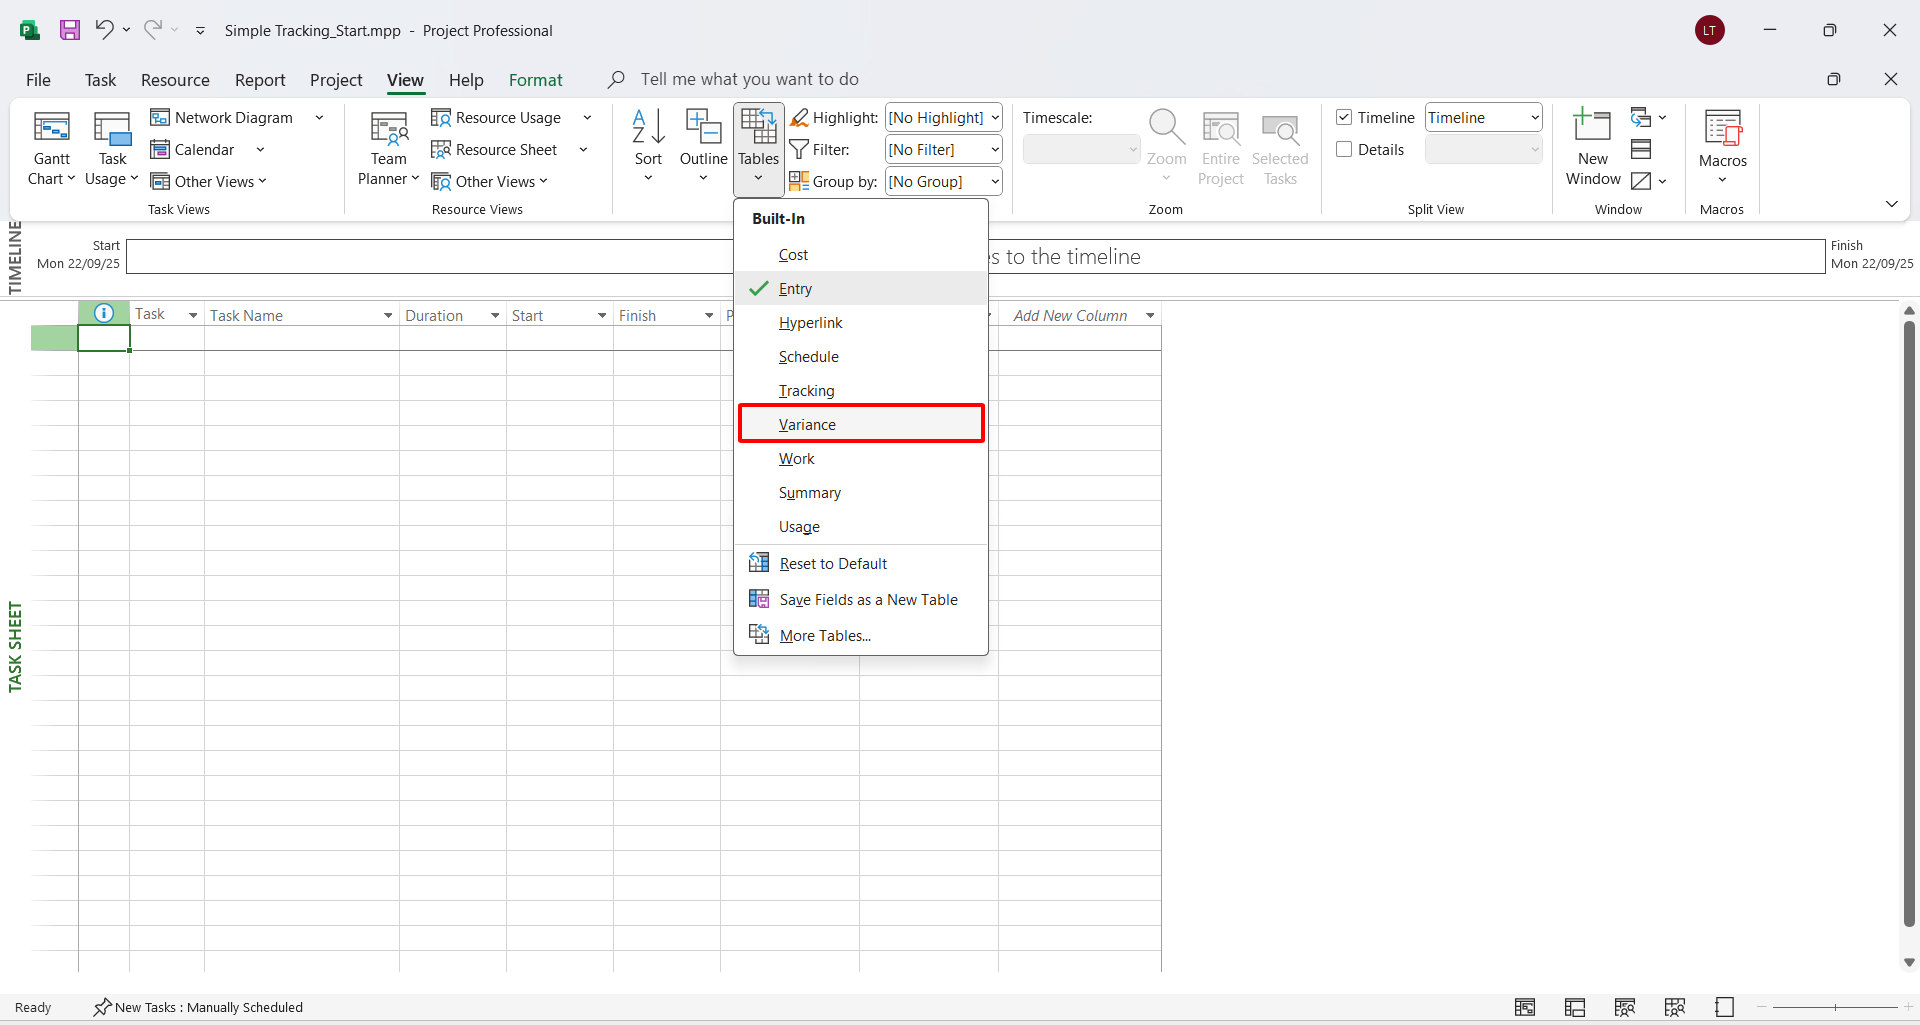 Simple Tracking_Start.mpp - Project Professional
LT
File Task Resource Report Project View Help Format Tell me what you want to do
Gantt Chart
Task Usage
Network Diagram
Calendar
Other Views
Task Views
Team Planner
Resource Usage
Resource Sheet
Other Views
Resource Views
Sort
Outline
Tables
Highlight: [No Highlight]
Filter: [No Filter]
Group by: [No Group]
Timescale:
Zoom
Entire Project
Selected Tasks
Zoom
Timeline Timeline
Details
Split View
New Window
Window
Macros
Macros
TIMELINE
Start
Mon 22/09/25
s to the timeline
Finish
Mon 22/09/25
Built-In
Cost
Entry
Hyperlink
Schedule
Tracking
Variance
Work
Summary
Usage
Reset to Default
Save Fields as a New Table
More Tables...
Task Task Name Duration Start Finish Add New Column
TASK SHEET
Ready New Tasks : Manually Scheduled